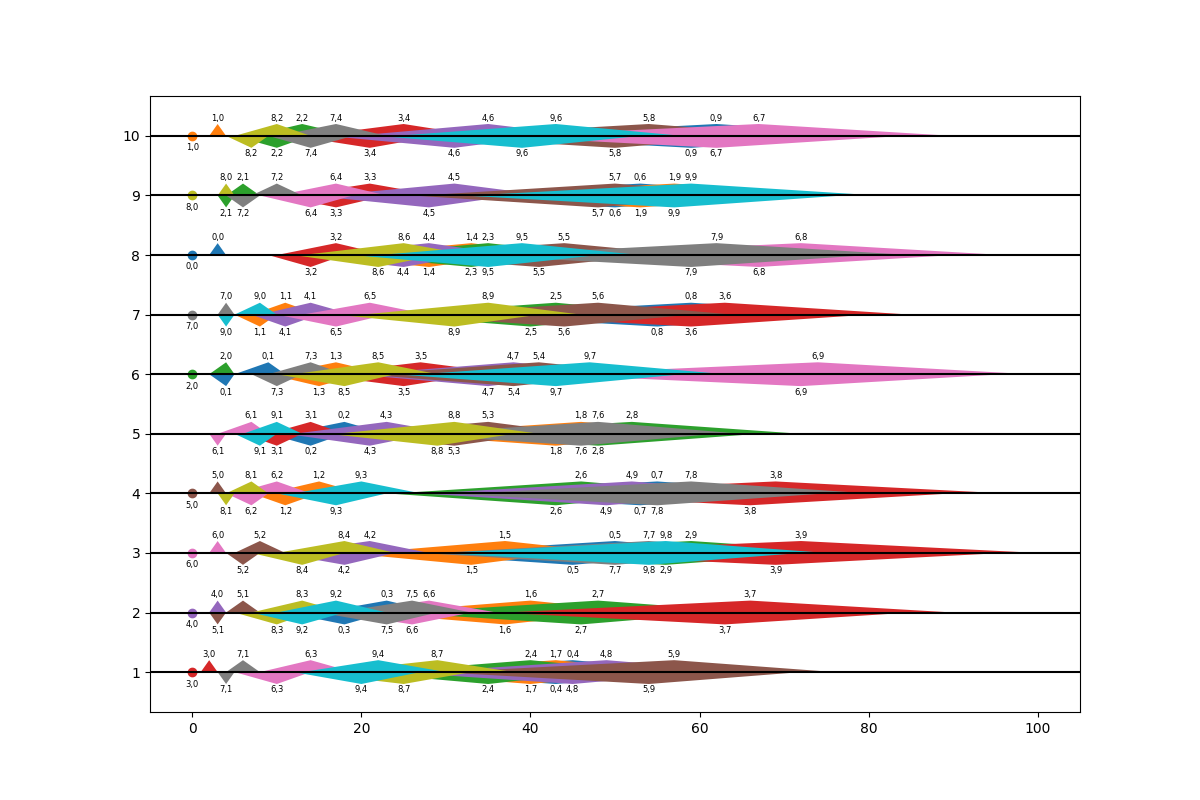 1,0 8,2 2,2 7,4 3,4 4,6 9,6 5,8 0,9 6,7
10
1,0 8,2 2,2 7,4 3,4 4,6 9,6 5,8 0,9 6,7
8,0 2,1 7,2 6,4 3,3 4,5 5,7 0,6 1,9 9,9
9
8,0 2,1 7,2 6,4 3,3 4,5 5,7 0,6 1,9 9,9
0,0 3,2 8,6 4,4 1,4 2,3 9,5 5,5 7,9 6,8
8
0,0 3,2 8,6 4,4 1,4 2,3 9,5 5,5 7,9 6,8
7,0 9,0 1,1 4,1 6,5 8,9 2,5 5,6 0,8 3,6
7
7,0 9,0 1,1 4,1 6,5 8,9 2,5 5,6 0,8 3,6
2,0 0,1 7,3 1,3 8,5 3,5 4,7 5,4 9,7 6,9
6
2,0 0,1 7,3 1,3 8,5 3,5 4,7 5,4 9,7 6,9
6,1 9,1 3,1 0,2 4,3 8,8 5,3 1,8 7,6 2,8
5
6,1 9,1 3,1 0,2 4,3 8,8 5,3 1,8 7,6 2,8
5,0 8,1 6,2 1,2 9,3 2,6 4,9 0,7 7,8 3,8
4
5,0 8,1 6,2 1,2 9,3 2,6 4,9 0,7 7,8 3,8
6,0 5,2 8,4 4,2 1,5 0,5 7,7 9,8 2,9 3,9
3
6,0 5,2 8,4 4,2 1,5 0,5 7,7 9,8 2,9 3,9
4,0 5,1 8,3 9,2 0,3 7,5 6,6 1,6 2,7 3,7
2
4,0 5,1 8,3 9,2 0,3 7,5 6,6 1,6 2,7 3,7
3,0 7,1 6,3 9,4 8,7 2,4 1,7 0,4 4,8 5,9
1
3,0 7,1 6,3 9,4 8,7 2,4 1,7 0,4 4,8 5,9
0 20 40 60 80 100